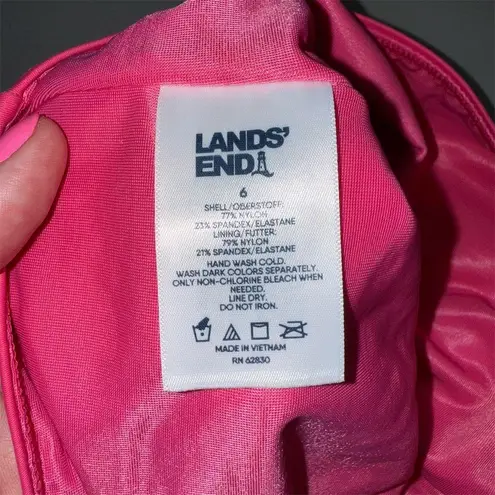 LANDS'
END
6
SHELL/OBERSTOFF:
77% NYLON
23% SPANDEX/ELASTANE
LINING/FUTTER:
79% NYLON
21% SPANDEX/ELASTANE
HAND WASH COLD.
WASH DARK COLORS SEPARATELY.
ONLY NON-CHLORINE BLEACH WHEN
NEEDED.
LINE DRY.
DO NOT IRON.
MADE IN VIETNAM
RN 62830